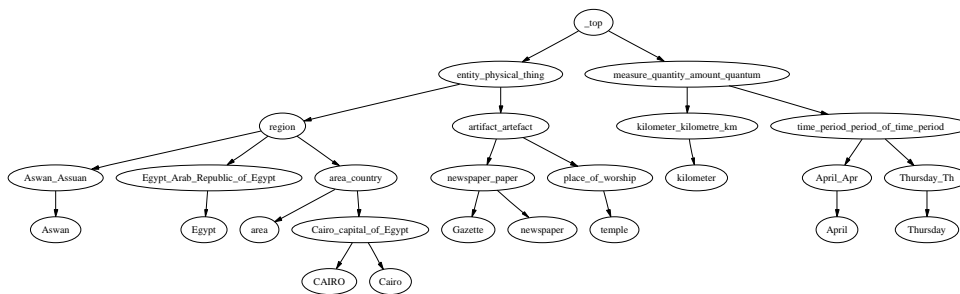 _top
entity_physical_thing measure_quantity_amount_quantum
region artifact_artefact kilometer_kilometre_km time_period_period_of_time_period
Aswan_Assuan Egypt_Arab_Republic_of_Egypt area_country newspaper_paper place_of_worship kilometer April_Apr Thursday_Th
Aswan Egypt area Cairo_capital_of_Egypt Gazette newspaper temple April Thursday
CAIRO Cairo